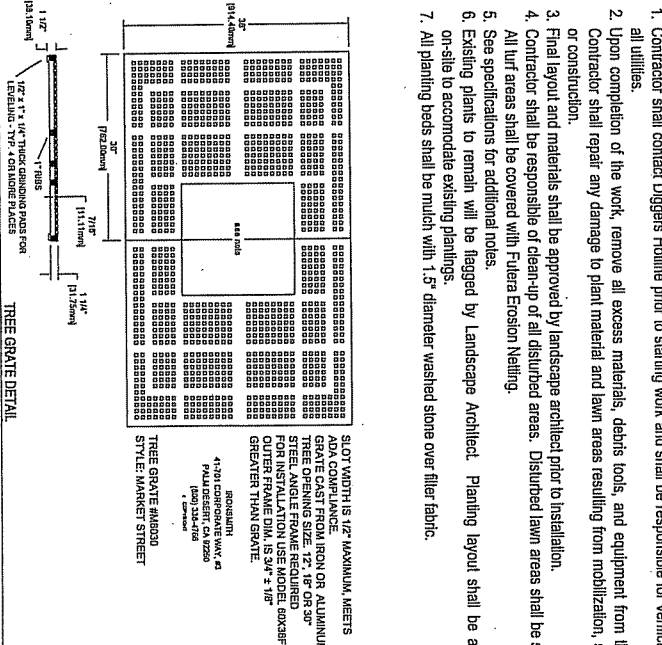 1. Contractor shall contact Diggers Hotline prior to starting work and shall be responsible for
all utilities.
2. Upon completion of the work, remove all excess materials, debris tools, and equipment from
Contractor shall repair any damage to plant material and lawn areas resulting from mobilization,
or construction.
3. Final layout and materials shall be approved by landscape architect prior to installation.
4. Contractor shall be responsible of clean-up of all disturbed areas. Disturbed lawn areas shall be
All turf areas shall be covered with Futera Erosion Netting.
5. See specifications for additional notes.
6. Existing plants to remain will be flagged by Landscape Architect. Planting layout shall be
on-site to accomodate existing plantings.
7. All planting beds shall be mulch with 1.5" diameter washed stone over filter fabric.
36"
[914.40mm]
30"
[762.00mm]
see note
SLOT WIDTH IS 1/2" MAXIMUM, MEETS
ADA COMPLIANCE.
GRATE CAST FROM IRON OR ALUMINUM
TREE OPENING SIZE. 12", 18" OR 30"
STEEL ANGLE FRAME REQUIRED
FOR INSTALLATION USE MODEL 60X36F
OUTER FRAME DIM. IS 3/4" ± 1/8"
GREATER THAN GRATE.
IRONSMITH
41-701 CORPORATE WAY, #3
PALM DESERT, CA 92260
TREE GRATE #M6030
STYLE: MARKET STREET
1 1/2"
[38.10mm]
7/16"
[11.11mm]
1 1/4"
[31.75mm]
1" RIBS
1/2" x 1" x 1/4" THICK GRINDING PADS FOR
LEVELING - TYP. 4 OR MORE PLACES
TREE GRATE DETAIL